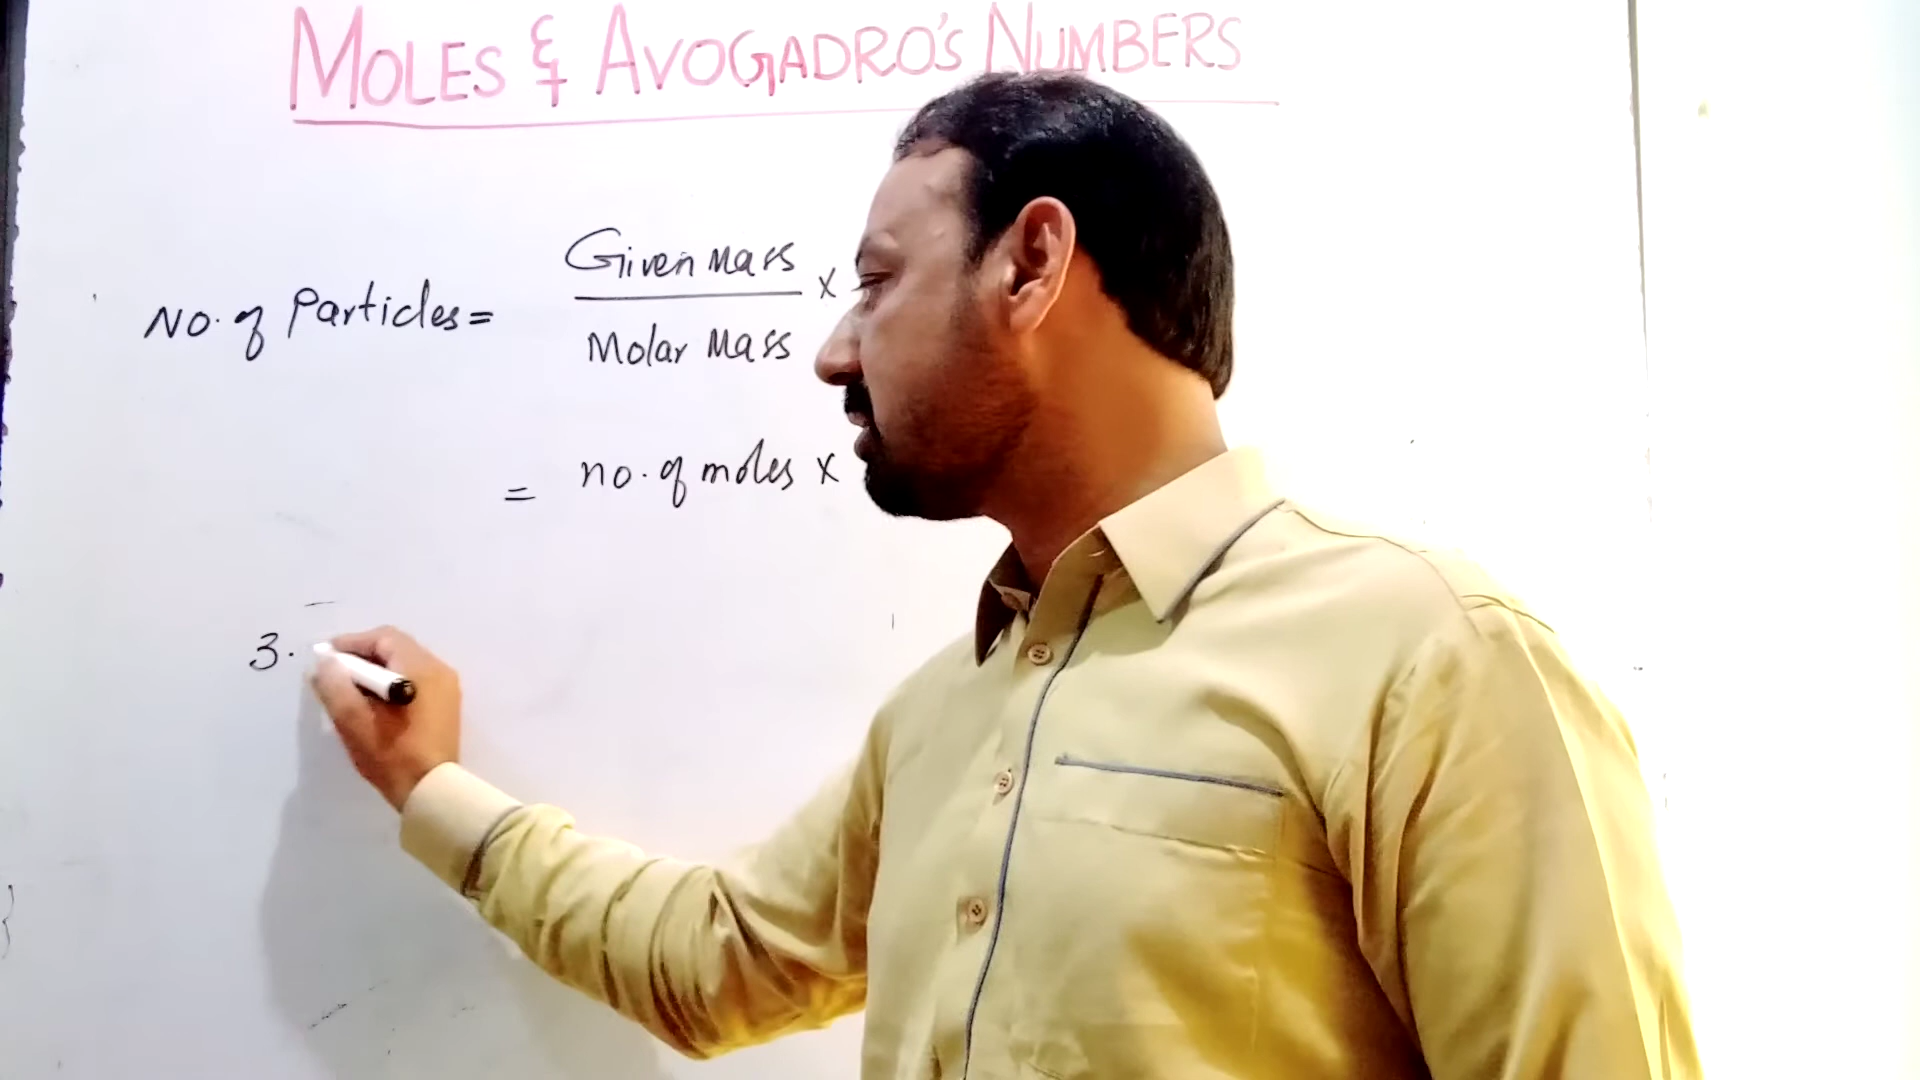 MOLES & AVOGADRO'S NUMBERS
No. of Particles = Given Mass / Molar Mass ×
= no. of moles ×
3.